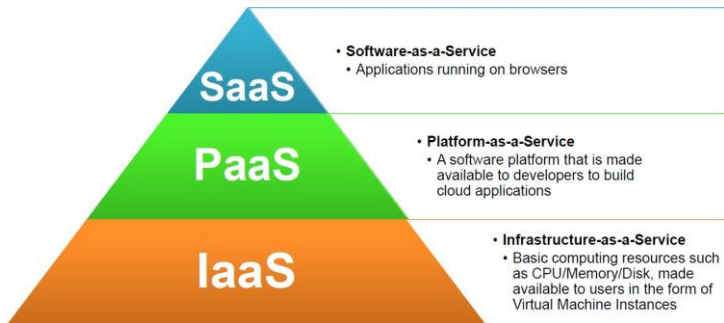 SaaS
• Software-as-a-Service
• Applications running on browsers
PaaS
• Platform-as-a-Service
• A software platform that is made
available to developers to build
cloud applications
IaaS
• Infrastructure-as-a-Service
• Basic computing resources such
as CPU/Memory/Disk, made
available to users in the form of
Virtual Machine Instances